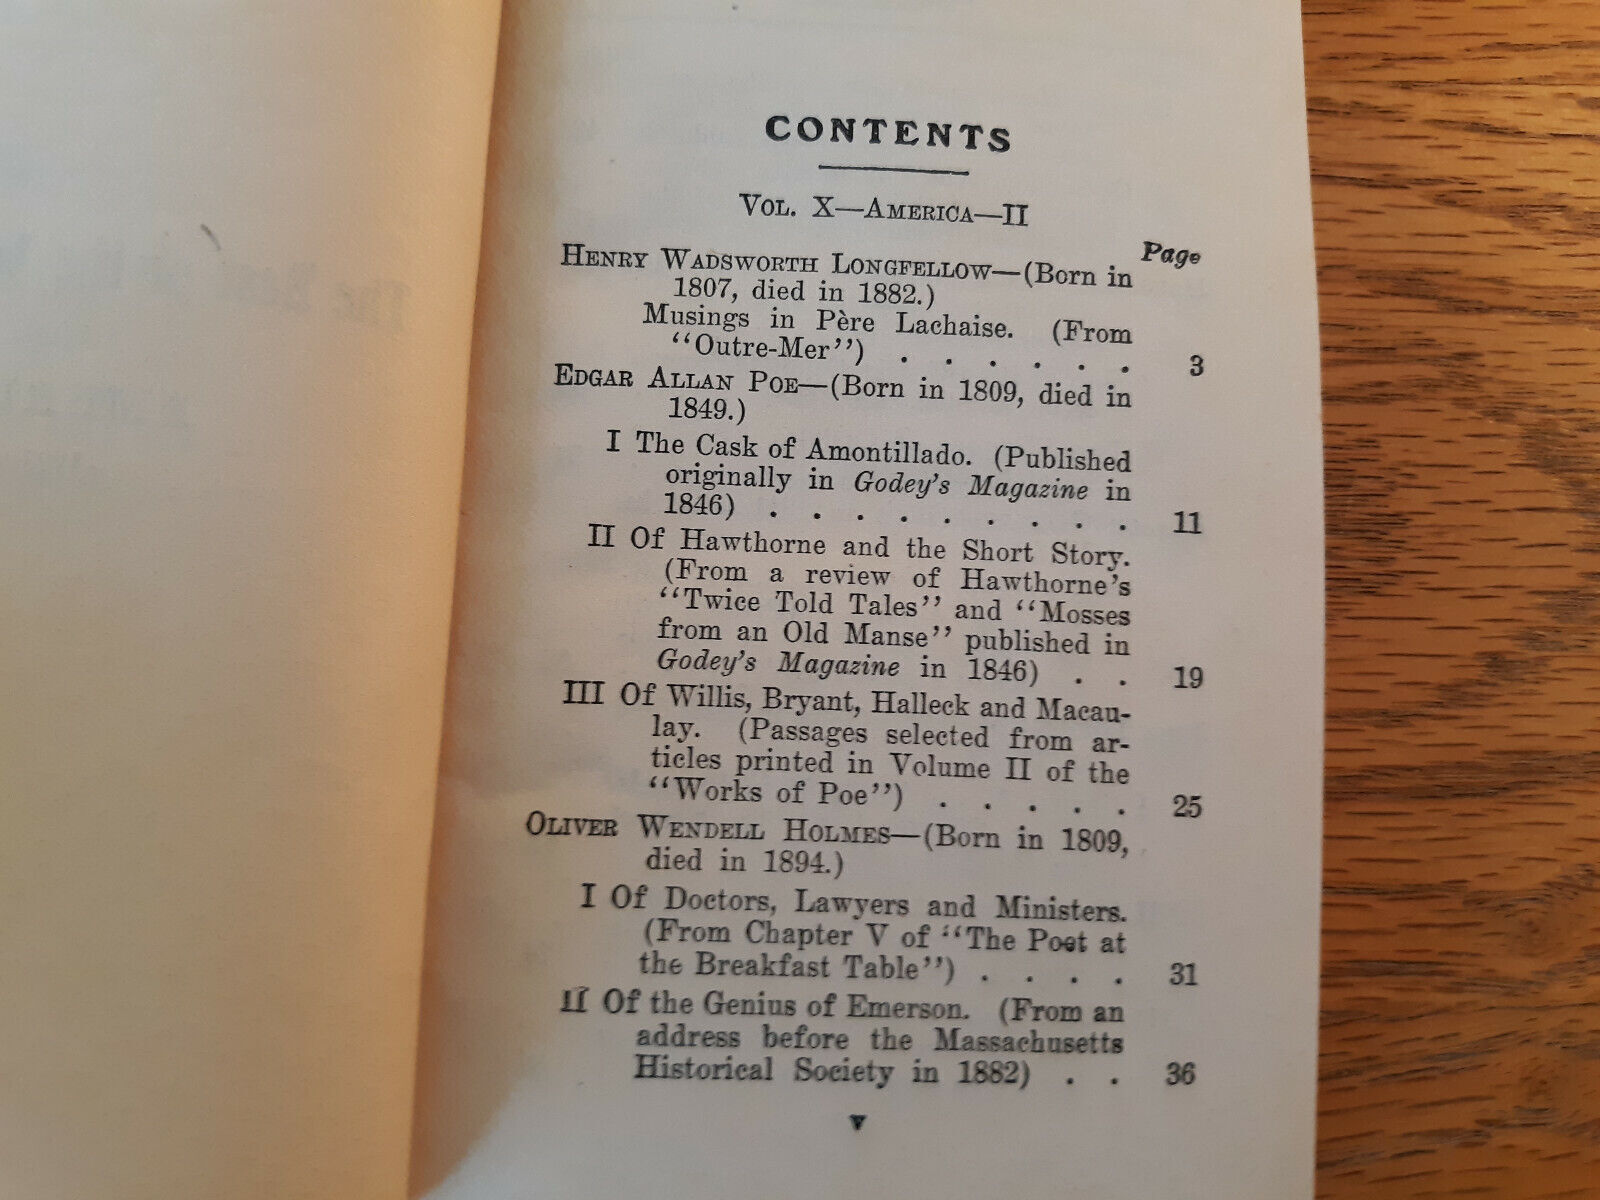 CONTENTS
Vol. X—America—II
Page
Henry Wadsworth Longfellow—(Born in
1807, died in 1882.)
Musings in Père Lachaise. (From
“Outre-Mer”) . . . . . . 3
Edgar Allan Poe—(Born in 1809, died in
1849.)
I The Cask of Amontillado. (Published
originally in Godey's Magazine in
1846) . . . . . . . . . 11
II Of Hawthorne and the Short Story.
(From a review of Hawthorne's
“Twice Told Tales” and “Mosses
from an Old Manse” published in
Godey's Magazine in 1846) . . 19
III Of Willis, Bryant, Halleck and Macau-
lay. (Passages selected from ar-
ticles printed in Volume II of the
“Works of Poe”) . . . . . 25
Oliver Wendell Holmes—(Born in 1809,
died in 1894.)
I Of Doctors, Lawyers and Ministers.
(From Chapter V of “The Poet at
the Breakfast Table”) . . . . 31
II Of the Genius of Emerson. (From an
address before the Massachusetts
Historical Society in 1882) . . 36
v